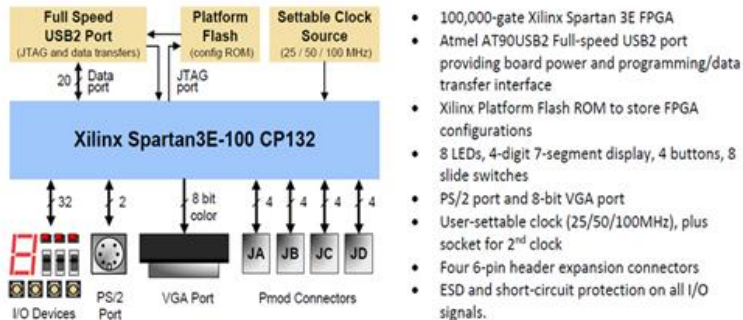 Full Speed
USB2 Port
(JTAG and data transfers)
Platform
Flash
(config ROM)
Settable Clock
Source
(25 / 50 / 100 MHz)
20
Data
port
JTAG
port
Xilinx Spartan3E-100 CP132
32
2
8 bit
color
4
4
4
4
JA
JB
JC
JD
I/O Devices
PS/2
Port
VGA Port
Pmod Connectors
• 100,000-gate Xilinx Spartan 3E FPGA
• Atmel AT90USB2 Full-speed USB2 port
providing board power and programming/data
transfer interface
• Xilinx Platform Flash ROM to store FPGA
configurations
• 8 LEDs, 4-digit 7-segment display, 4 buttons, 8
slide switches
• PS/2 port and 8-bit VGA port
• User-settable clock (25/50/100MHz), plus
socket for 2nd clock
• Four 6-pin header expansion connectors
• ESD and short-circuit protection on all I/O
signals.